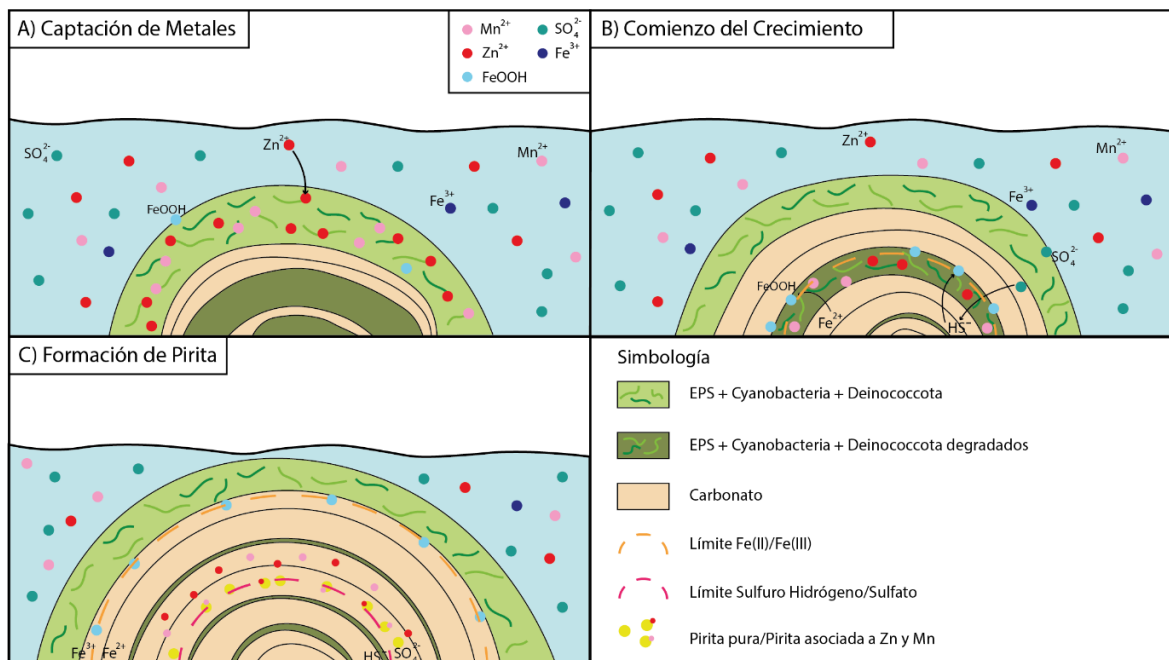 A) Captación de Metales
Mn²⁺
SO₄²⁻
Zn²⁺
Fe³⁺
FeOOH
SO₄²⁻
Zn²⁺
Mn²⁺
FeOOH
Fe³⁺
B) Comienzo del Crecimiento
Zn²⁺
Mn²⁺
Fe³⁺
SO₄²⁻
FeOOH
Fe²⁺
HS⁻
C) Formación de Pirita
Fe³⁺
Fe²⁺
HS⁻
SO₄²⁻
Simbología
EPS + Cyanobacteria + Deinococcota
EPS + Cyanobacteria + Deinococcota degradados
Carbonato
Límite Fe(II)/Fe(III)
Límite Sulfuro Hidrógeno/Sulfato
Pirita pura/Pirita asociada a Zn y Mn